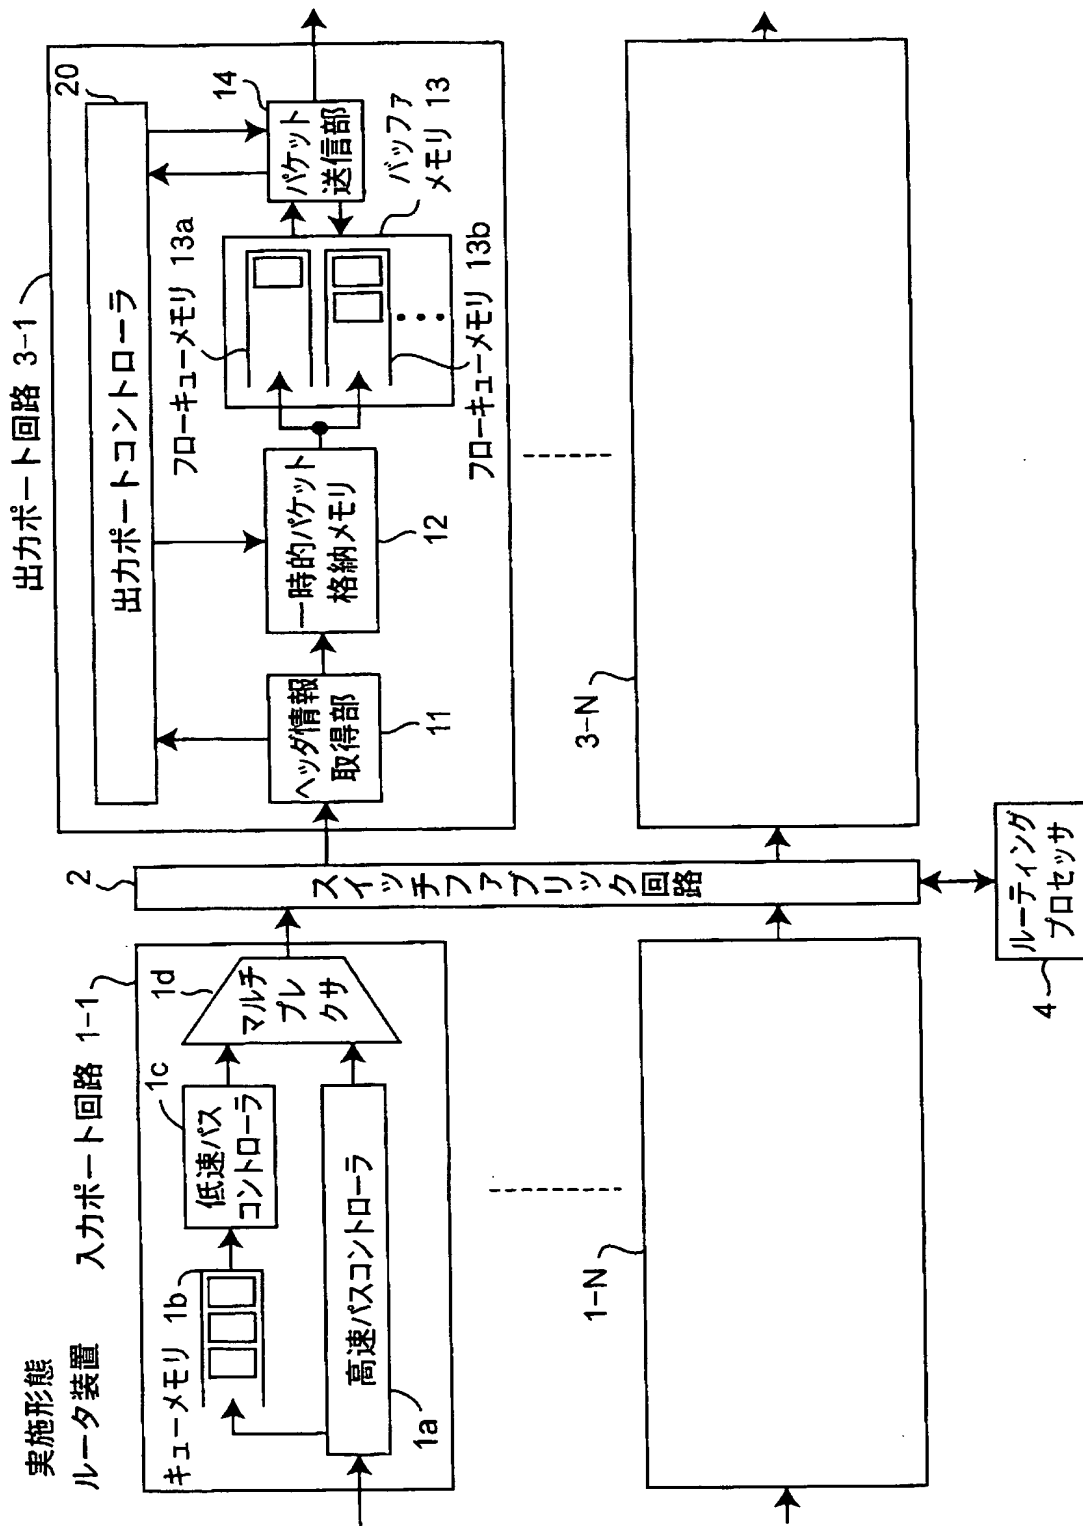 実施形態
ルータ装置
入力ポート回路 1-1
キューメモリ 1b
1c
低速パス
コントローラ
1d
マルチ
プレ
クサ
高速パスコントローラ
1a
1-N
2
スイッチファブリック回路
ルーティング
プロセッサ
4
出力ポート回路 3-1
20
出力ポートコントローラ
ヘッダ情報
取得部
11
一時的パケット
格納メモリ
12
フローキューメモリ 13a
フローキューメモリ 13b
バッファ
メモリ 13
14
パケット
送信部
3-N